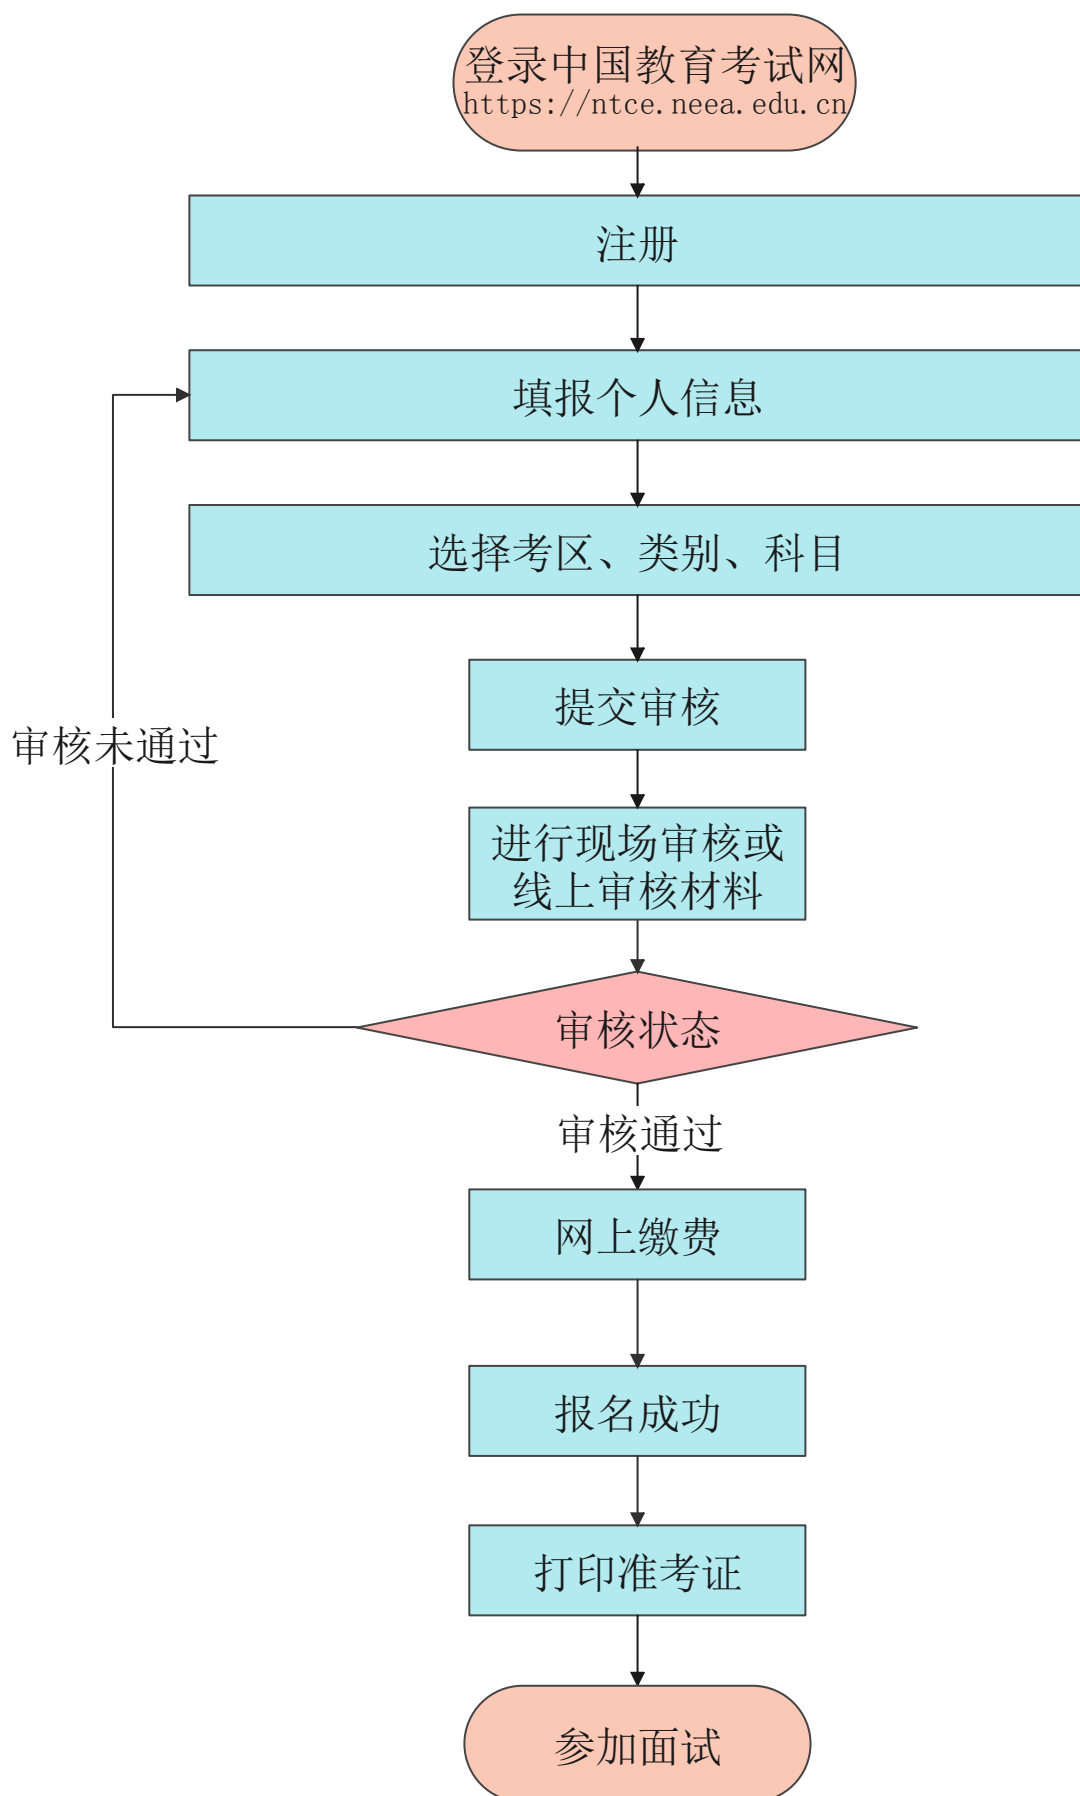 登录中国教育考试网
https://ntce.neea.edu.cn
注册
填报个人信息
选择考区、类别、科目
提交审核
审核未通过
进行现场审核或
线上审核材料
审核状态
审核通过
网上缴费
报名成功
打印准考证
参加面试